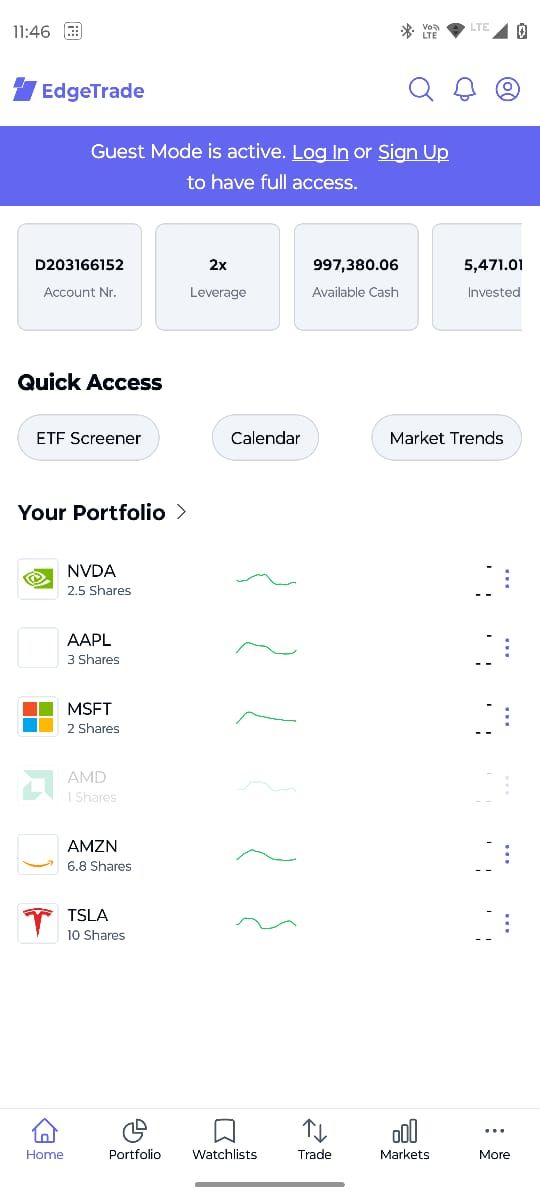 11:46
Vo
LTE
LTE
EdgeTrade
Guest Mode is active. Log In or Sign Up
to have full access.
D203166152
Account Nr.
2x
Leverage
997,380.06
Available Cash
5,471.01
Invested
Quick Access
ETF Screener
Calendar
Market Trends
Your Portfolio
NVDA
2.5 Shares
-
- -
AAPL
3 Shares
-
- -
MSFT
2 Shares
-
- -
AMD
1 Shares
-
- -
AMZN
6.8 Shares
-
- -
TSLA
10 Shares
-
- -
Home
Portfolio
Watchlists
Trade
Markets
More